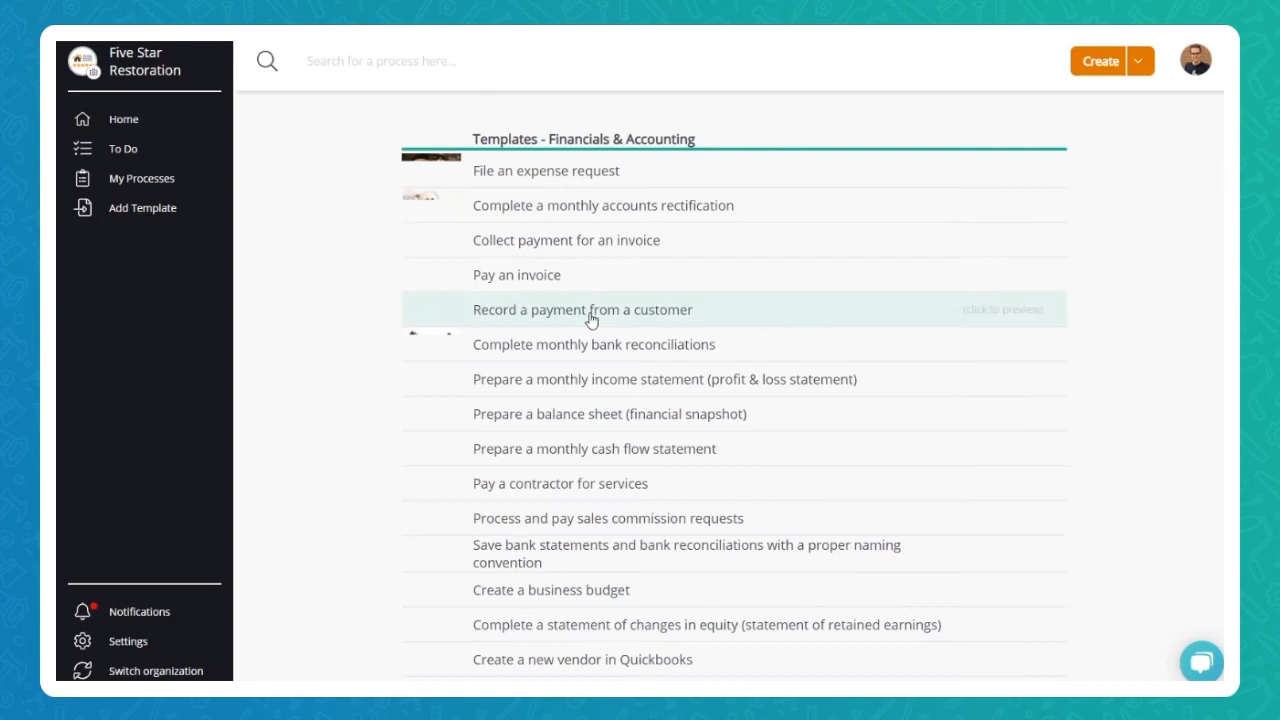 Five Star
Restoration
Search for a process here...
Create
Home
To Do
My Processes
Add Template
Templates - Financials & Accounting
File an expense request
Complete a monthly accounts rectification
Collect payment for an invoice
Pay an invoice
Record a payment from a customer
(click to preview)
Complete monthly bank reconciliations
Prepare a monthly income statement (profit & loss statement)
Prepare a balance sheet (financial snapshot)
Prepare a monthly cash flow statement
Pay a contractor for services
Process and pay sales commission requests
Save bank statements and bank reconciliations with a proper naming
convention
Create a business budget
Complete a statement of changes in equity (statement of retained earnings)
Create a new vendor in Quickbooks
Notifications
Settings
Switch organization